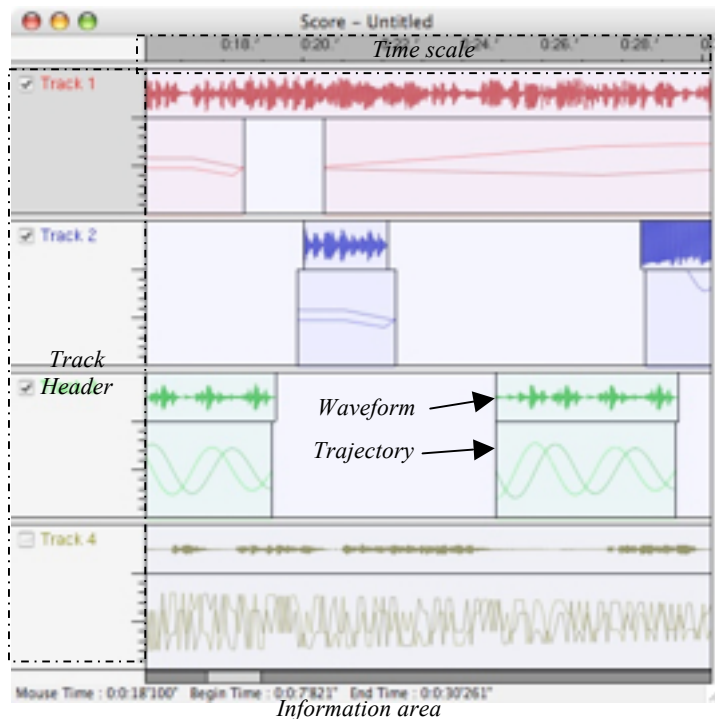 Score – Untitled
0:18.' 0:20.' 0:26.' 0:28.'
Time scale
Track 1
Track 2
Track
Header
Waveform
Trajectory
Track 4
Mouse Time : 0:0:18'100" Begin Time : 0:0:7'821" End Time : 0:0:30'261"
Information area